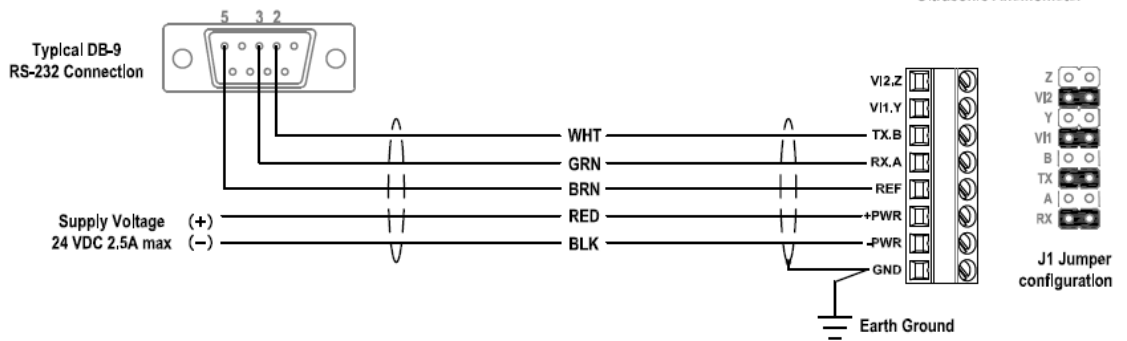 5 3 2
Typical DB-9
RS-232 Connection
WHT
GRN
BRN
RED
BLK
Supply Voltage (+)
24 VDC 2.5A max (–)
VI2,Z
VI1,Y
TX,B
RX,A
REF
+PWR
-PWR
GND
Earth Ground
Z
VI2
Y
VI1
B
TX
A
RX
J1 Jumper
configuration